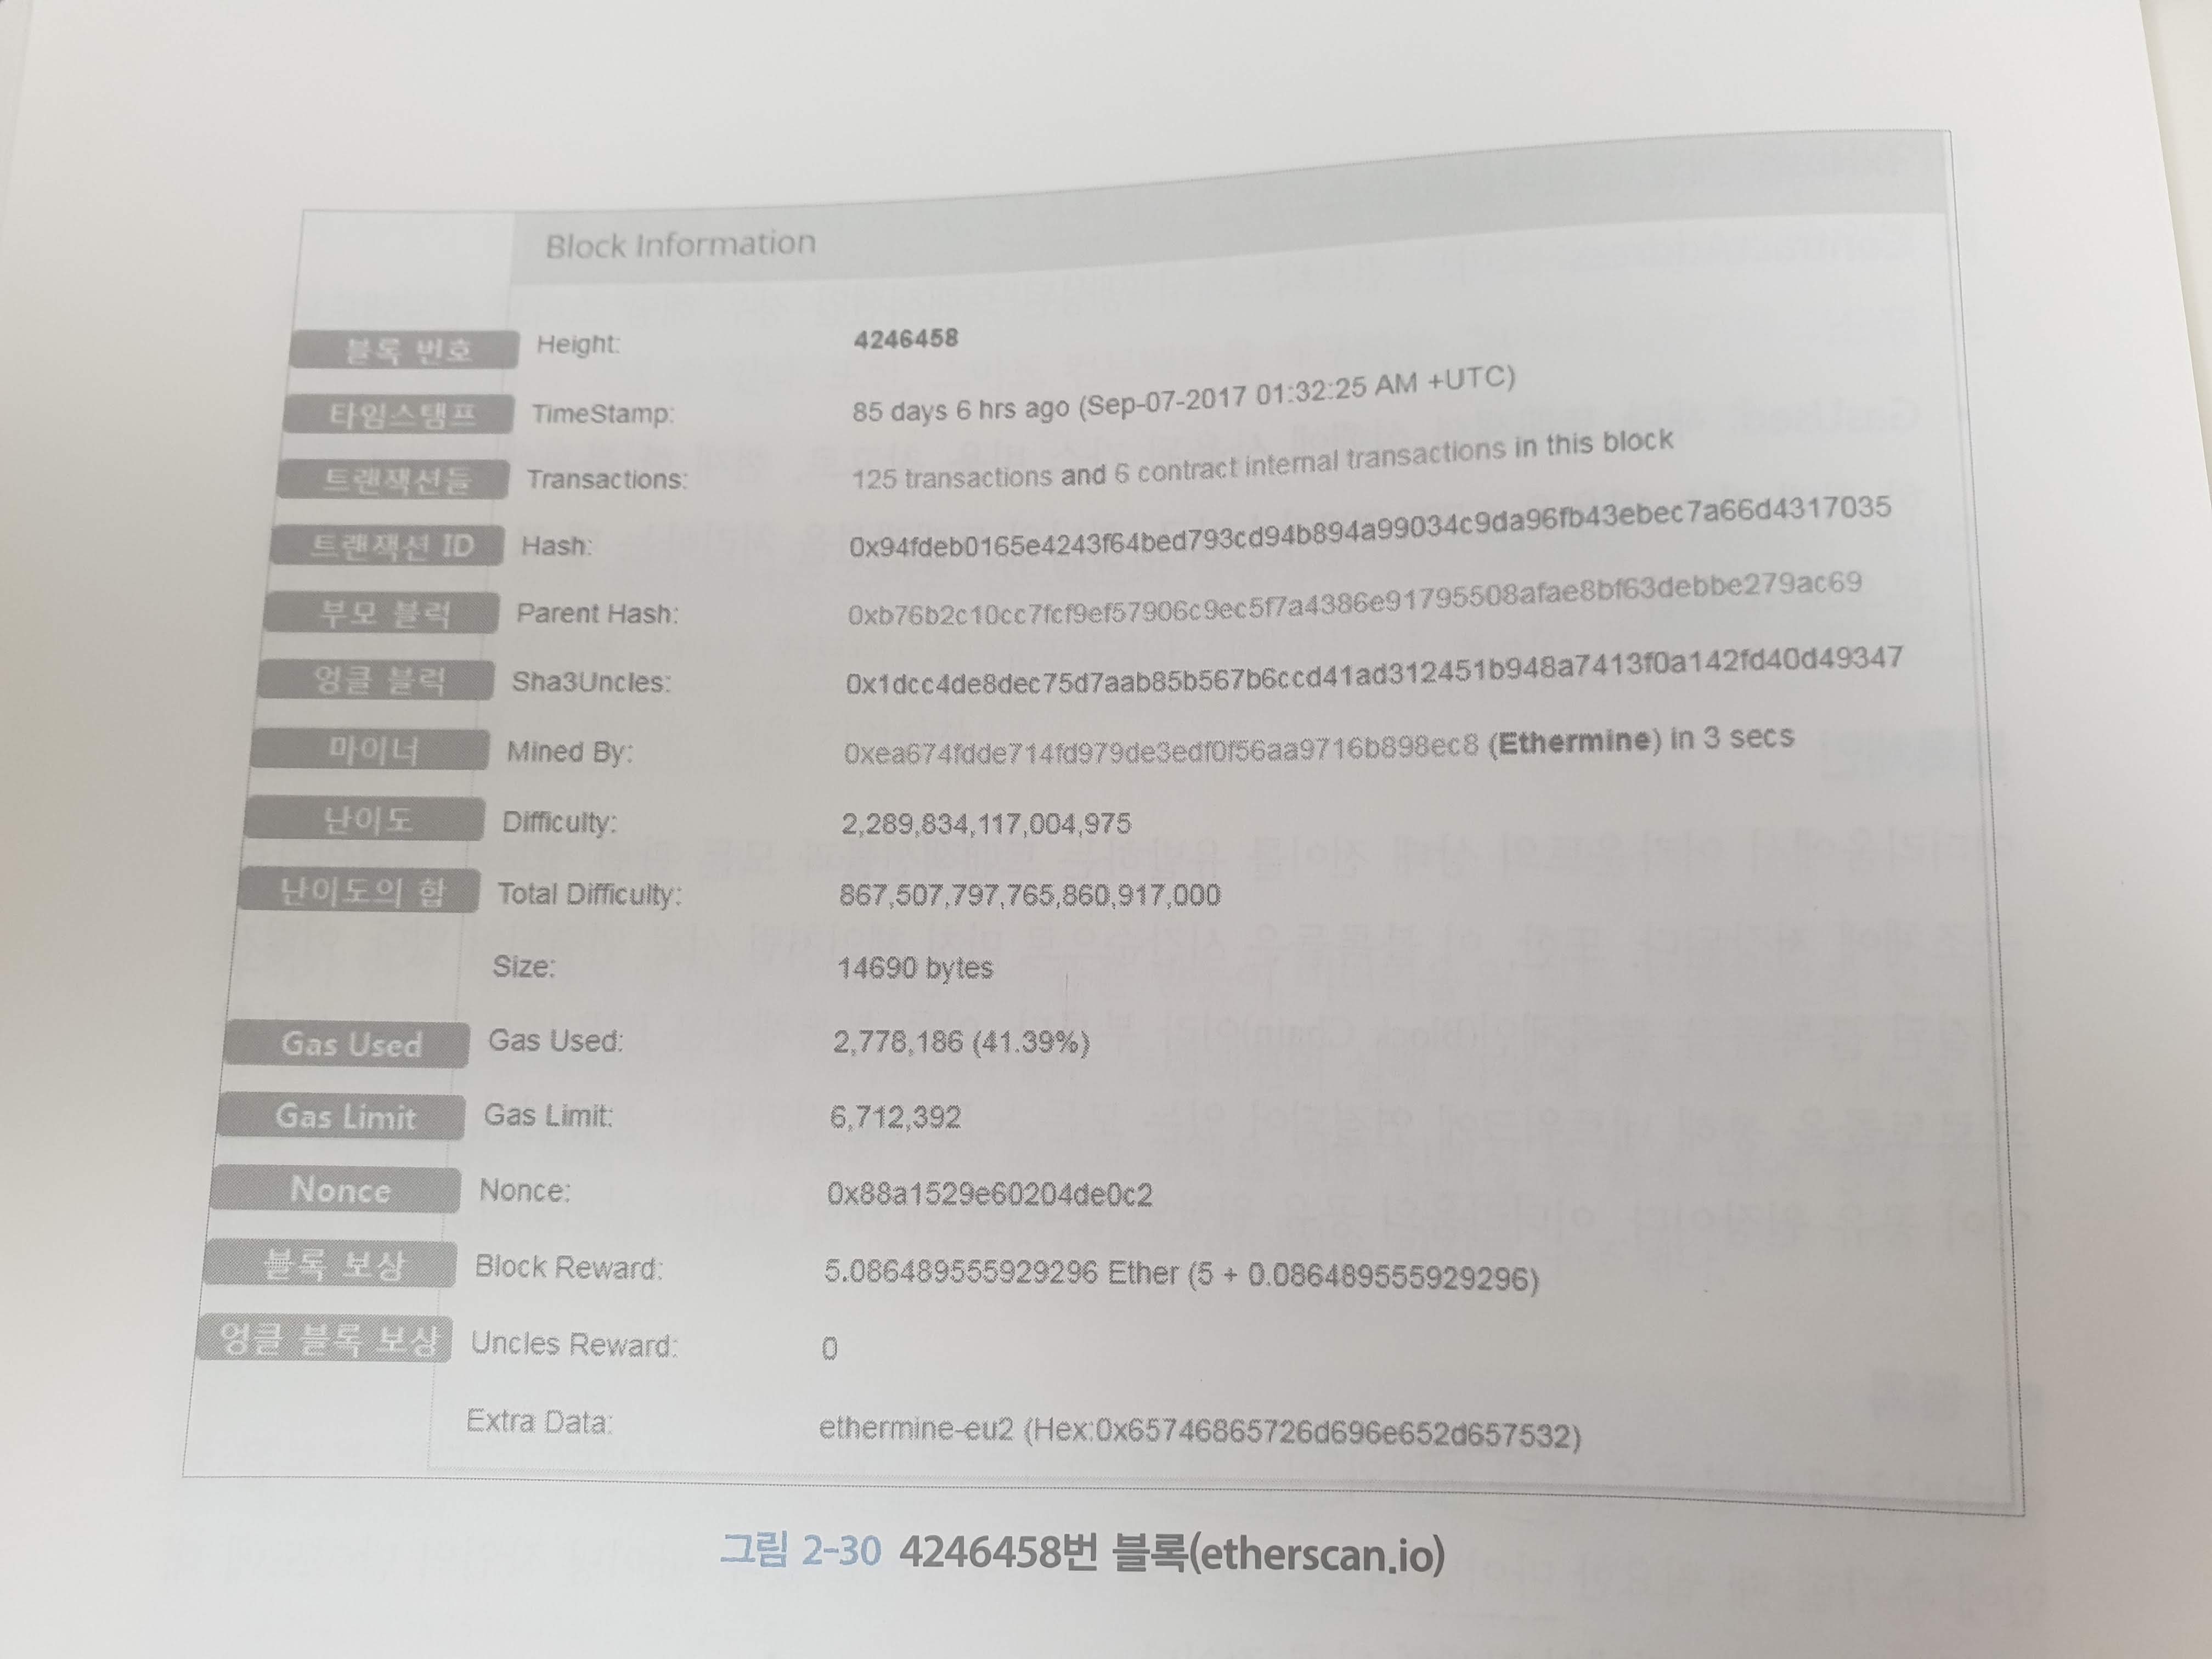 Block Information
블록 번호 Height: 4246458
타임스탬프 TimeStamp: 85 days 6 hrs ago (Sep-07-2017 01:32:25 AM +UTC)
트랜잭션들 Transactions: 125 transactions and 6 contract internal transactions in this block
트랜잭션 ID Hash: 0x94fdeb0165e4243f64bed793cd94b894a99034c9da96fb43ebec7a66d4317035
부모 블럭 Parent Hash: 0xb76b2c10cc7fcf9ef57906c9ec5f7a4386e91795508afae8bf63debbe279ac69
엉클 블럭 Sha3Uncles: 0x1dcc4de8dec75d7aab85b567b6ccd41ad312451b948a7413f0a142fd40d49347
마이너 Mined By: 0xea674fdde714fd979de3edf0f56aa9716b898ec8 (Ethermine) in 3 secs
난이도 Difficulty: 2,289,834,117,004,975
난이도의 합 Total Difficulty: 867,507,797,765,860,917,000
Size: 14690 bytes
Gas Used Gas Used: 2,778,186 (41.39%)
Gas Limit Gas Limit: 6,712,392
Nonce Nonce: 0x88a1529e60204de0c2
블록 보상 Block Reward: 5.086489555929296 Ether (5 + 0.086489555929296)
엉클 블록 보상 Uncles Reward: 0
Extra Data: ethermine-eu2 (Hex:0x65746865726d696e652d657532)
그림 2-30 4246458번 블록(etherscan.io)